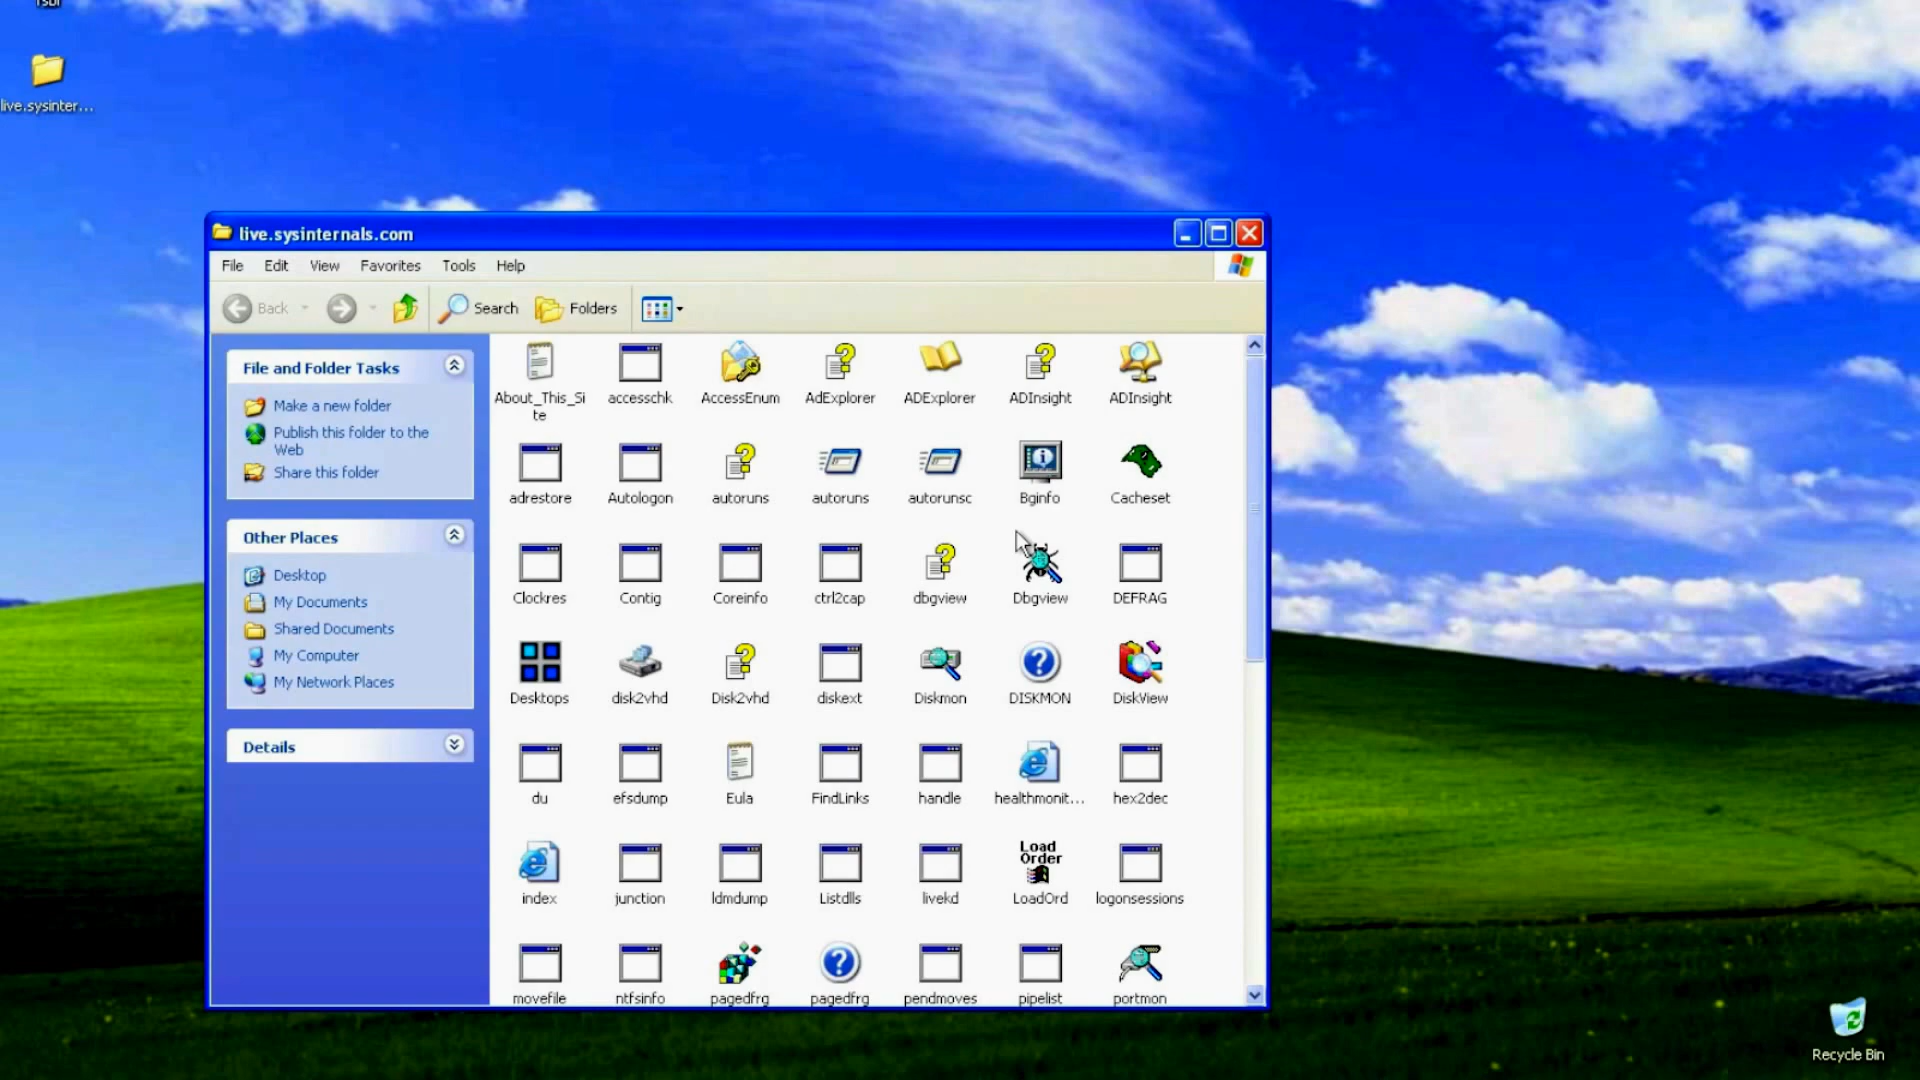 live.sysinter...
live.sysinternals.com
File Edit View Favorites Tools Help
Back Search Folders
File and Folder Tasks
Make a new folder
Publish this folder to the
Web
Share this folder
Other Places
Desktop
My Documents
Shared Documents
My Computer
My Network Places
Details
About_This_Si
te
accesschk AccessEnum AdExplorer ADExplorer ADInsight ADInsight
adrestore Autologon autoruns autoruns autorunsc Bginfo Cacheset
Clockres Contig Coreinfo ctrl2cap dbgview Dbgview DEFRAG
Desktops disk2vhd Disk2vhd diskext Diskmon DISKMON DiskView
du efsdump Eula FindLinks handle healthmonit... hex2dec
index junction ldmdump Listdlls livekd Load
Order
LoadOrd logonsessions
movefile ntfsinfo pagedfrg pagedfrg pendmoves pipelist portmon
Recycle Bin